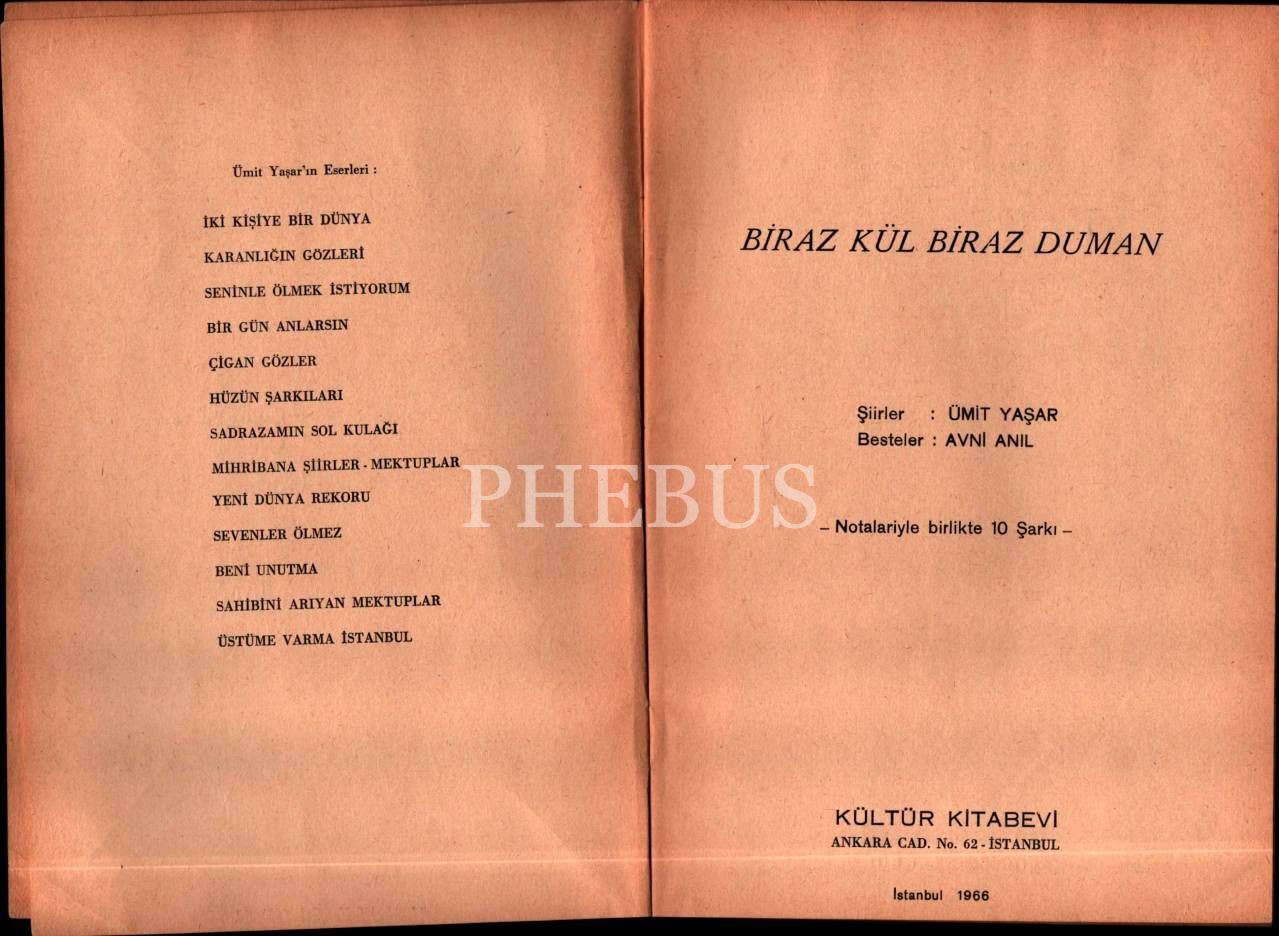 Ümit Yaşar'ın Eserleri :
İKİ KİŞİYE BİR DÜNYA
KARANLIĞIN GÖZLERİ
SENİNLE ÖLMEK İSTİYORUM
BİR GÜN ANLARSIN
ÇİGAN GÖZLER
HÜZÜN ŞARKILARI
SADRAZAMIN SOL KULAĞI
MİHRİBANA ŞİİRLER - MEKTUPLAR
YENİ DÜNYA REKORU
SEVENLER ÖLMEZ
BENİ UNUTMA
SAHİBİNİ ARIYAN MEKTUPLAR
ÜSTÜME VARMA İSTANBUL
PHEBUS
BİRAZ KÜL BİRAZ DUMAN
Şiirler : ÜMİT YAŞAR
Besteler : AVNİ ANIL
– Notalariyle birlikte 10 Şarkı –
KÜLTÜR KİTABEVİ
ANKARA CAD. No. 62 - İSTANBUL
İstanbul 1966